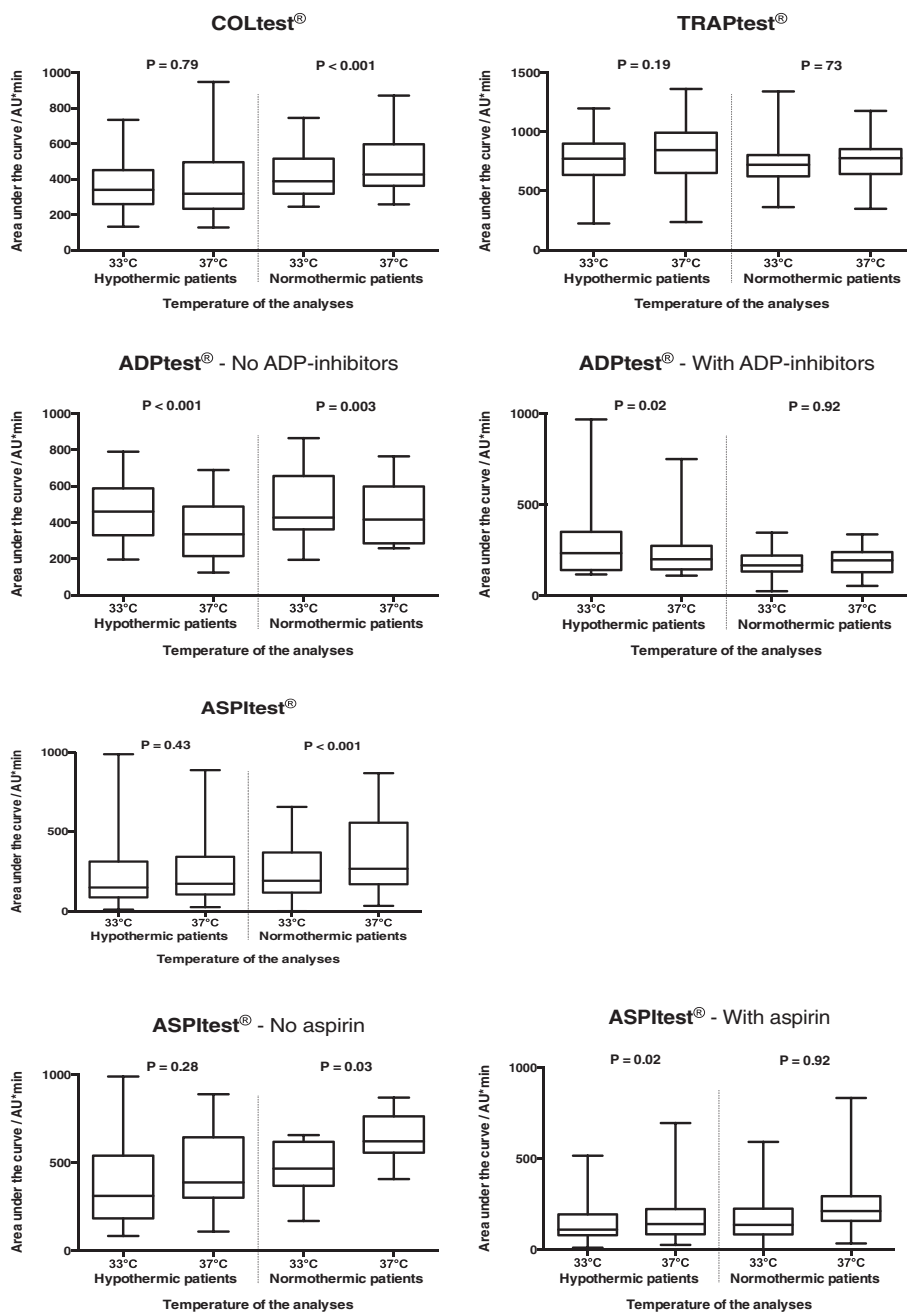 COLtest®
P = 0.79
P < 0.001
Area under the curve / AU*min
1000
800
600
400
200
0
33°C
37°C
33°C
37°C
Hypothermic patients
Normothermic patients
Temperature of the analyses
TRAPtest®
P = 0.19
P = 73
Area under the curve / AU*min
1500
1000
500
0
33°C
37°C
33°C
37°C
Hypothermic patients
Normothermic patients
Temperature of the analyses
ADPtest® - No ADP-inhibitors
P < 0.001
P = 0.003
Area under the curve / AU*min
1000
800
600
400
200
0
33°C
37°C
33°C
37°C
Hypothermic patients
Normothermic patients
Temperature of the analyses
ADPtest® - With ADP-inhibitors
P = 0.02
P = 0.92
Area under the curve / AU*min
1000
500
0
33°C
37°C
33°C
37°C
Hypothermic patients
Normothermic patients
Temperature of the analyses
ASPItest®
P = 0.43
P < 0.001
Area under the curve / AU*min
1000
500
0
33°C
37°C
33°C
37°C
Hypothermic patients
Normothermic patients
Temperature of the analyses
ASPItest® - No aspirin
P = 0.28
P = 0.03
Area under the curve / AU*min
1000
500
0
33°C
37°C
33°C
37°C
Hypothermic patients
Normothermic patients
Temperature of the analyses
ASPItest® - With aspirin
P = 0.02
P = 0.92
Area under the curve / AU*min
1000
500
0
33°C
37°C
33°C
37°C
Hypothermic patients
Normothermic patients
Temperature of the analyses